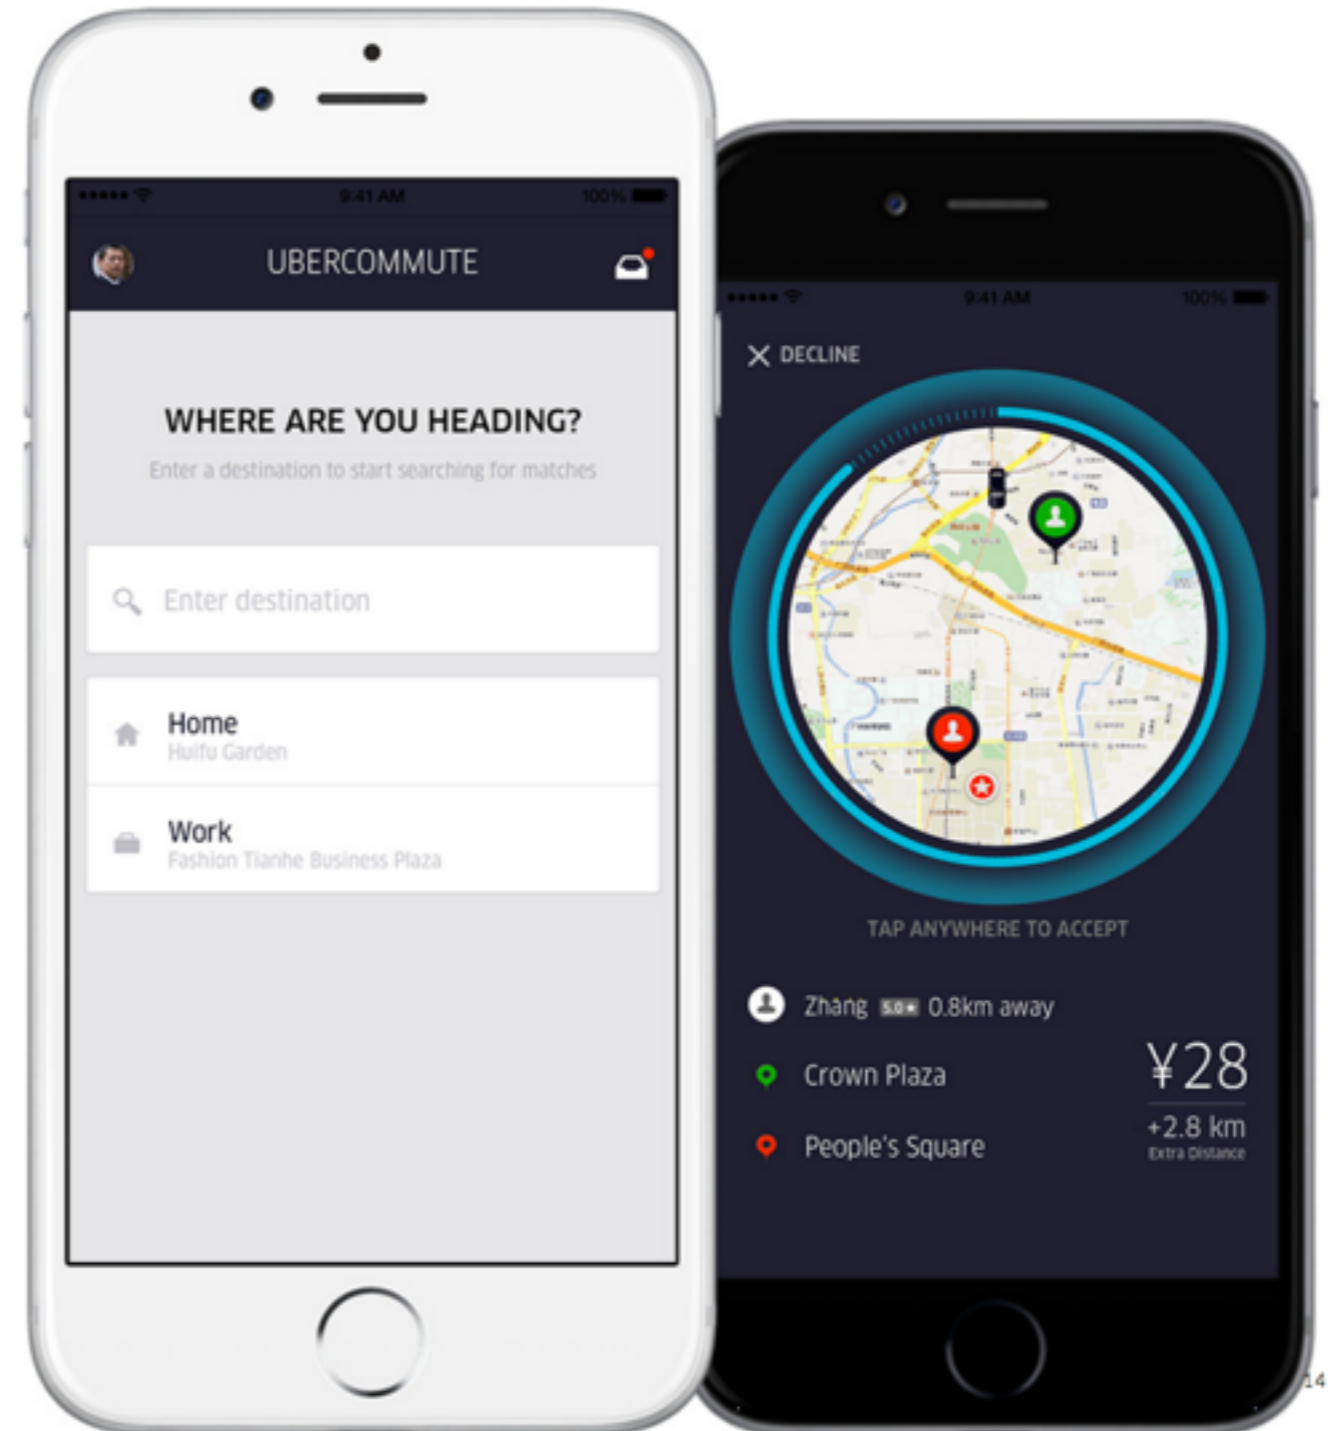 9:41 AM
100%
UBERCOMMUTE
WHERE ARE YOU HEADING?
Enter a destination to start searching for matches
Enter destination
Home
Huifu Garden
Work
Fashion Tianhe Business Plaza
9:41 AM
100%
DECLINE
TAP ANYWHERE TO ACCEPT
Zhang 5.0★ 0.8km away
Crown Plaza
¥28
+2.8 km
People's Square
Extra Distance
14